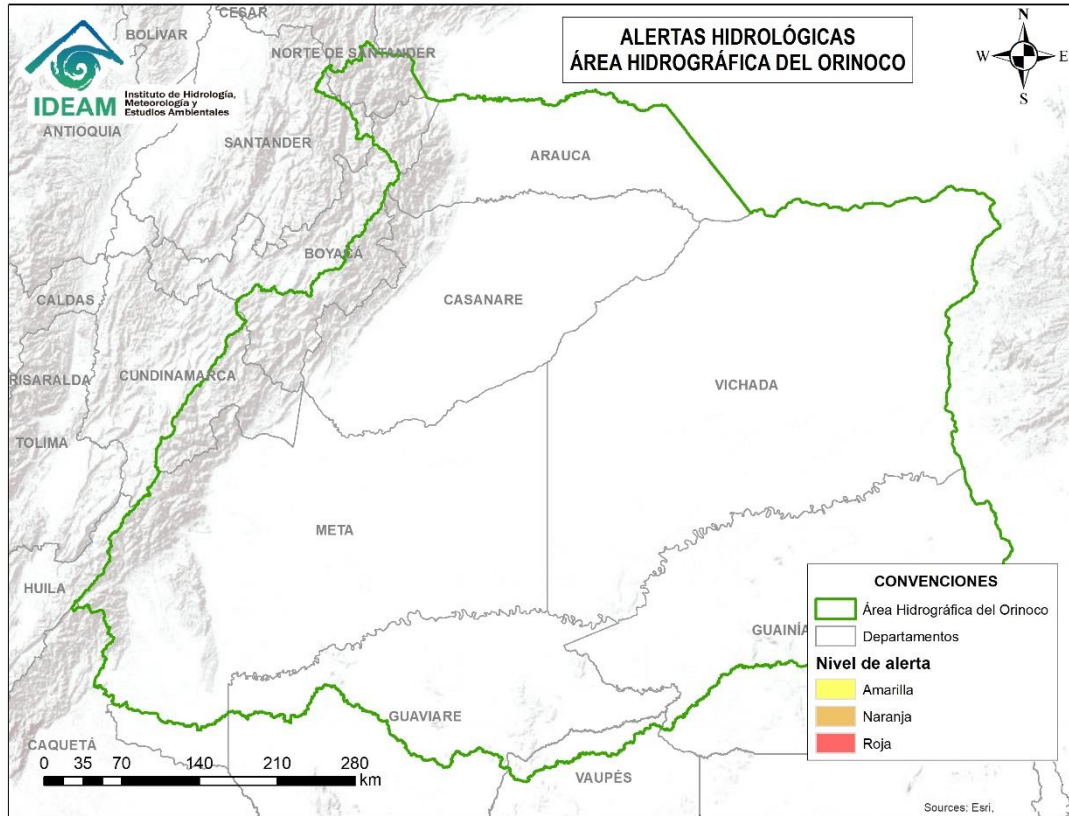 ALERTAS HIDROLÓGICAS
ÁREA HIDROGRÁFICA DEL ORINOCO
N
W
E
S
IDEAM
Instituto de Hidrología,
Meteorología y
Estudios Ambientales
CESAR
BOLÍVAR
NORTE DE SANTANDER
ANTIOQUIA
SANTANDER
ARAUCA
BOYACÁ
CALDAS
CASANARE
RISARALDA
CUNDINAMARCA
VICHADA
TOLIMA
META
HUILA
GUAINÍA
GUAVIARE
CAQUETÁ
VAUPÉS
0 35 70 140 210 280
km
CONVENCIONES
Área Hidrográfica del Orinoco
Departamentos
Nivel de alerta
Amarilla
Naranja
Roja
Sources: Esri,